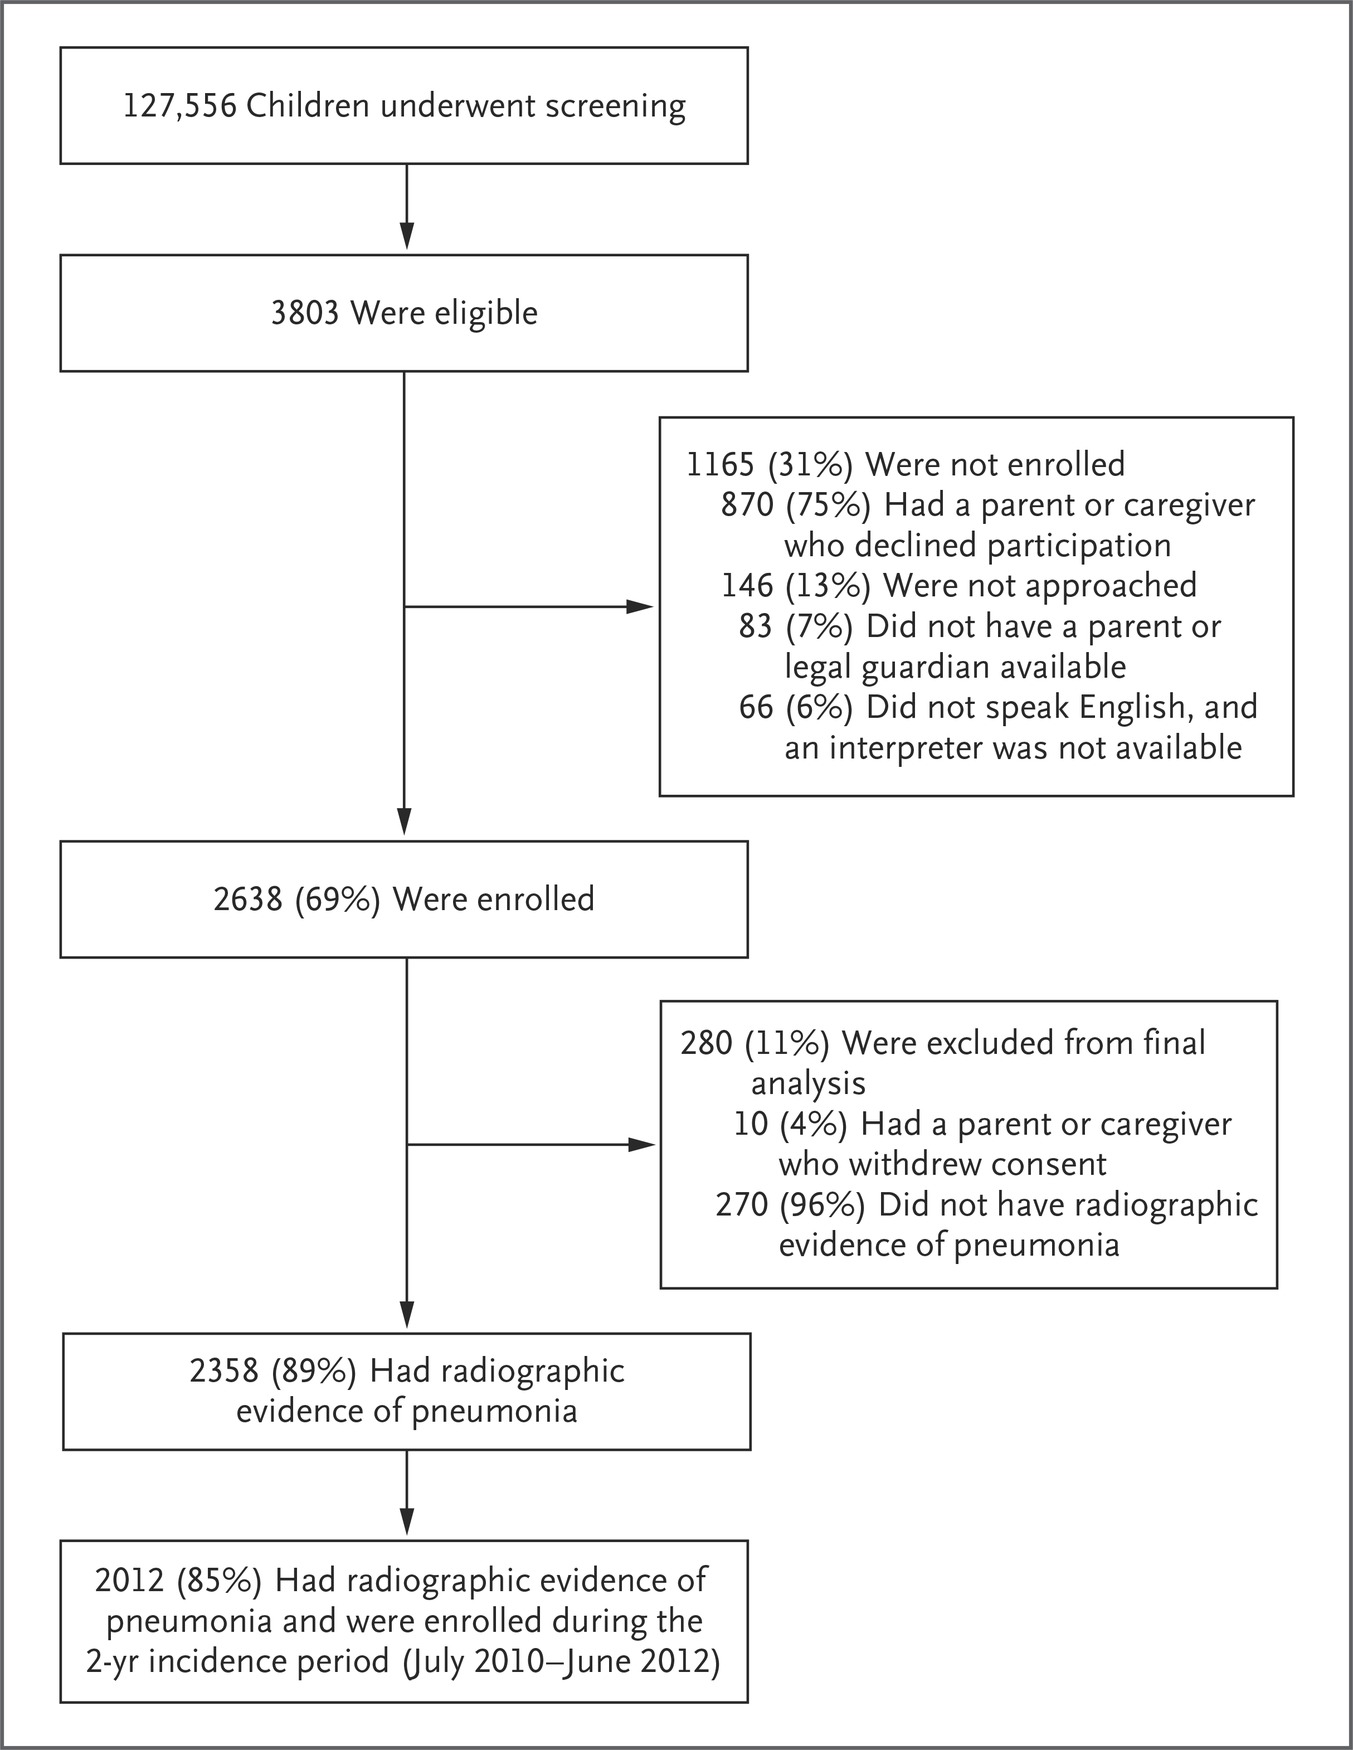 127,556 Children underwent screening
3803 Were eligible
1165 (31%) Were not enrolled
870 (75%) Had a parent or caregiver
who declined participation
146 (13%) Were not approached
83 (7%) Did not have a parent or
legal guardian available
66 (6%) Did not speak English, and
an interpreter was not available
2638 (69%) Were enrolled
280 (11%) Were excluded from final
analysis
10 (4%) Had a parent or caregiver
who withdrew consent
270 (96%) Did not have radiographic
evidence of pneumonia
2358 (89%) Had radiographic
evidence of pneumonia
2012 (85%) Had radiographic evidence of
pneumonia and were enrolled during the
2-yr incidence period (July 2010–June 2012)